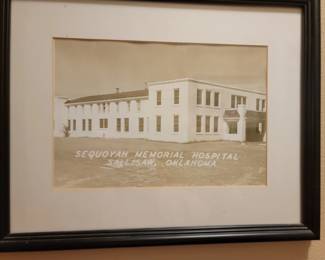 SEQUOYAH MEMORIAL HOSPITAL
SALLISAW, OKLAHOMA